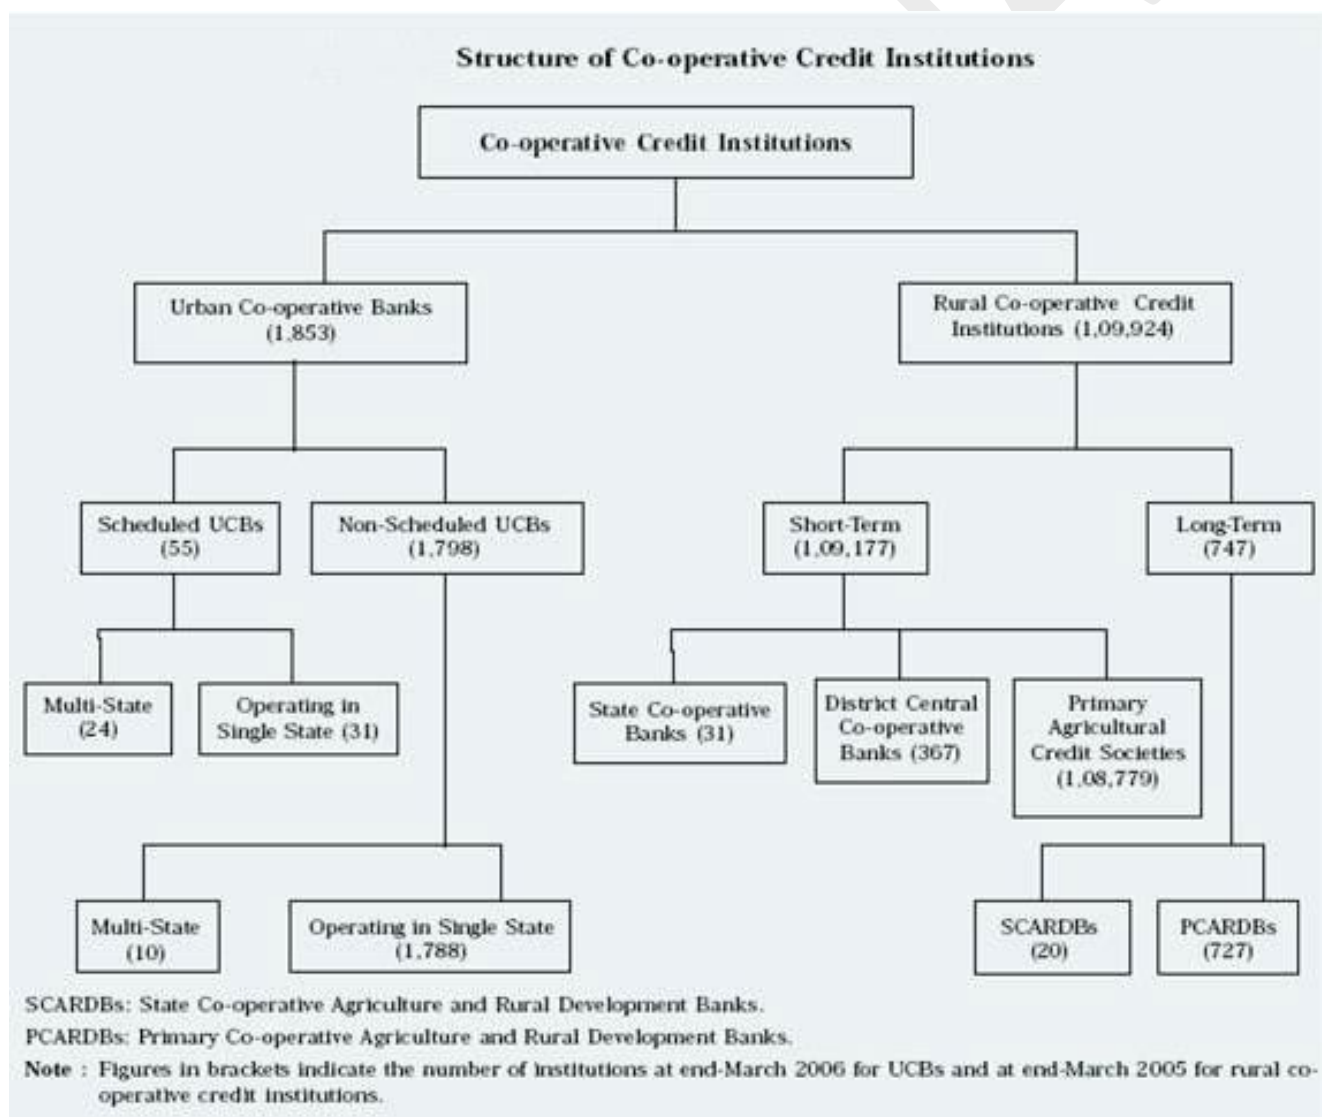 Structure of Co-operative Credit Institutions
Co-operative Credit Institutions
Urban Co-operative Banks
(1,853)
Rural Co-operative Credit
Institutions (1,09,924)
Scheduled UCBs
(55)
Non-Scheduled UCBs
(1,798)
Short-Term
(1,09,177)
Long-Term
(747)
Multi-State
(24)
Operating in
Single State (31)
State Co-operative
Banks (31)
District Central
Co-operative
Banks (367)
Primary
Agricultural
Credit Societies
(1,08,779)
Multi-State
(10)
Operating in Single State
(1,788)
SCARDBs
(20)
PCARDBs
(727)
SCARDBs: State Co-operative Agriculture and Rural Development Banks.
PCARDBs: Primary Co-operative Agriculture and Rural Development Banks.
Note : Figures in brackets indicate the number of institutions at end-March 2006 for UCBs and at end-March 2005 for rural co-
operative credit institutions.